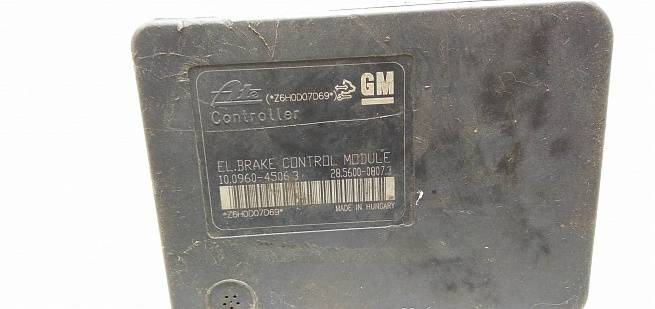 Ate (*Z6H0D07D69*) GM
Controller
EL.BRAKE CONTROL MODULE
10.0960-4506.3 28.5600-0807.3
*Z6H0D07D69* MADE IN HUNGARY